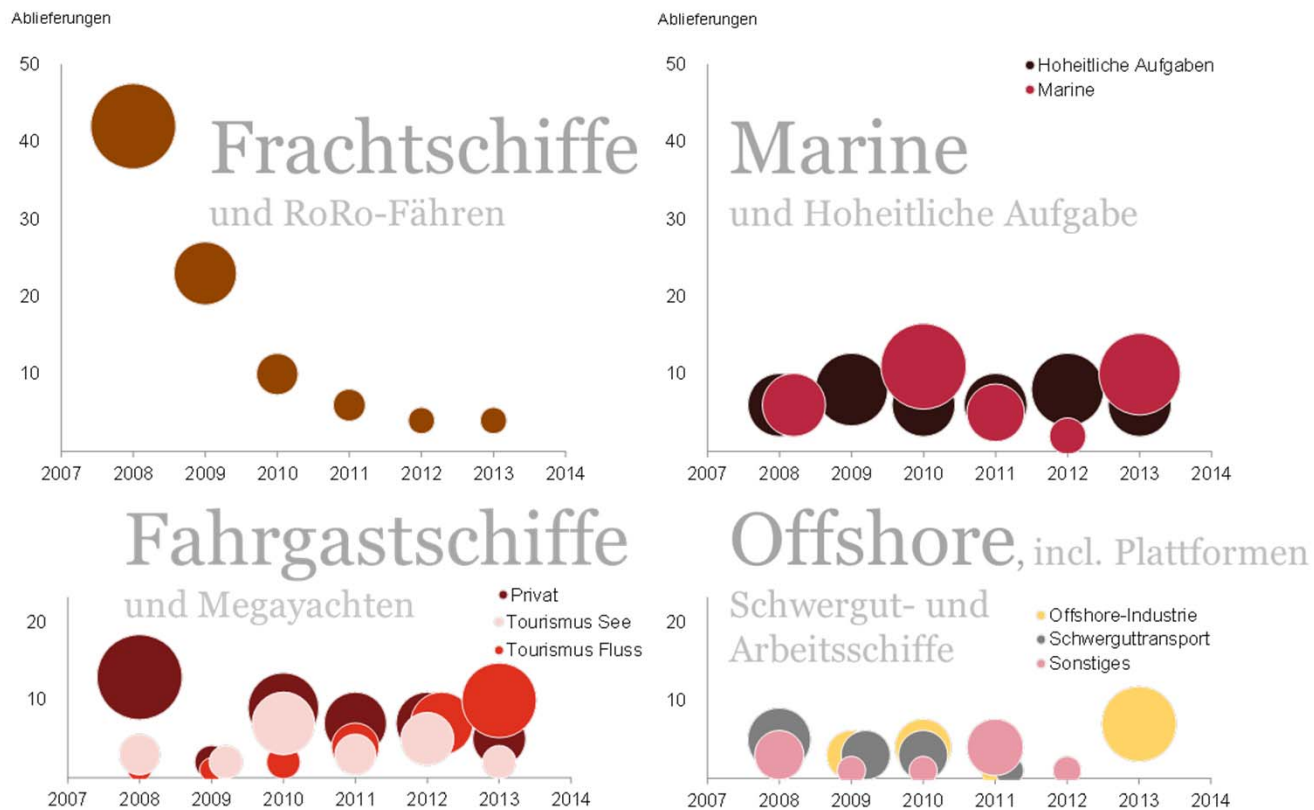 Ablieferungen
50
40
30
20
10
2007 2008 2009 2010 2011 2012 2013 2014
Frachtschiffe
und RoRo-Fähren
Ablieferungen
50
40
30
20
10
2007 2008 2009 2010 2011 2012 2013 2014
Hoheitliche Aufgaben
Marine
Marine
und Hoheitliche Aufgabe
Fahrgastschiffe
und Megayachten
Privat
Tourismus See
Tourismus Fluss
20
10
2007 2008 2009 2010 2011 2012 2013 2014
Offshore, incl. Plattformen
Schwergut- und
Arbeitsschiffe
Offshore-Industrie
Schwerguttransport
Sonstiges
20
10
2007 2008 2009 2010 2011 2012 2013 2014